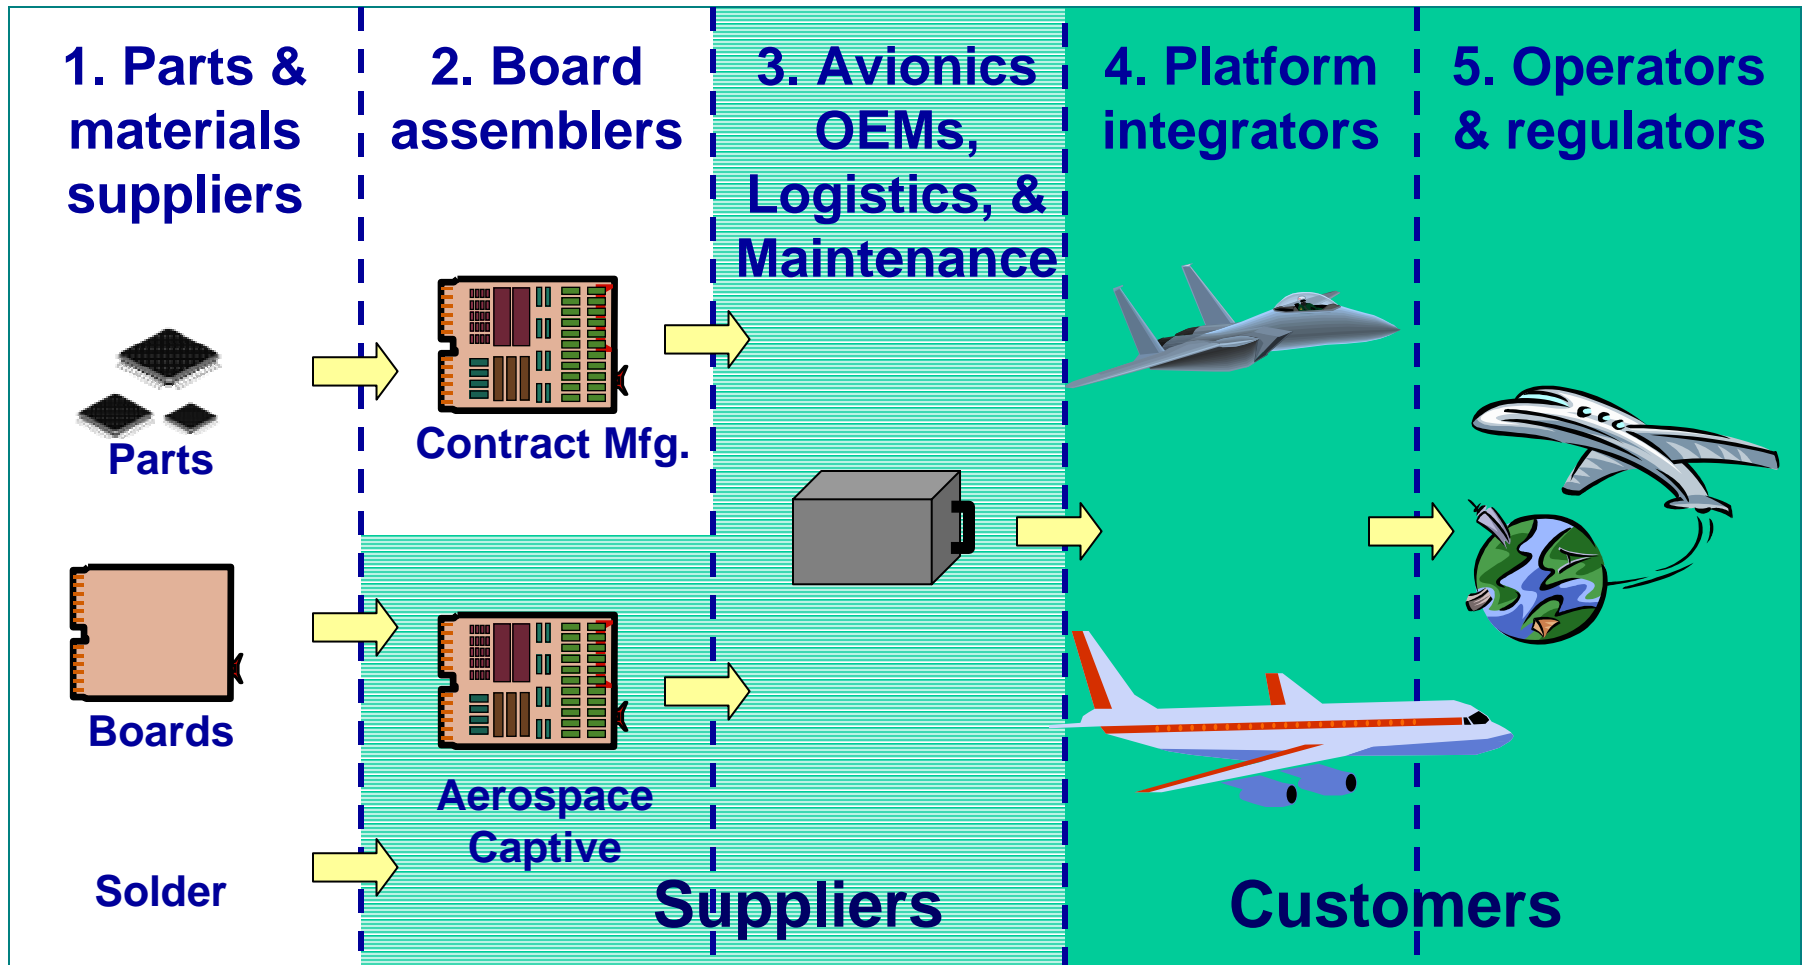 1. Parts &
materials
suppliers
2. Board
assemblers
3. Avionics
OEMs,
Logistics, &
Maintenance
4. Platform
integrators
5. Operators
& regulators
Parts
Contract Mfg.
Boards
Aerospace
Captive
Solder
Suppliers
Customers